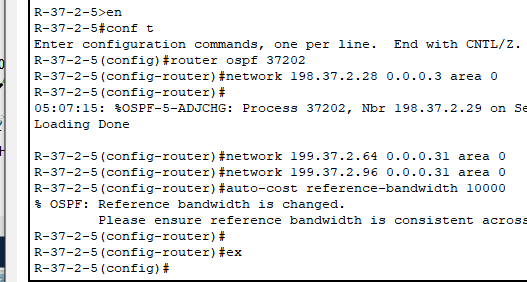 R-37-2-5>en
R-37-2-5#conf t
Enter configuration commands, one per line.  End with CNTL/Z.
R-37-2-5(config)#router ospf 37202
R-37-2-5(config-router)#network 198.37.2.28 0.0.0.3 area 0
R-37-2-5(config-router)#
05:07:15: %OSPF-5-ADJCHG: Process 37202, Nbr 198.37.2.29 on Se
Loading Done
R-37-2-5(config-router)#network 199.37.2.64 0.0.0.31 area 0
R-37-2-5(config-router)#network 199.37.2.96 0.0.0.31 area 0
R-37-2-5(config-router)#auto-cost reference-bandwidth 10000
% OSPF: Reference bandwidth is changed.
        Please ensure reference bandwidth is consistent across
R-37-2-5(config-router)#
R-37-2-5(config-router)#ex
R-37-2-5(config)#